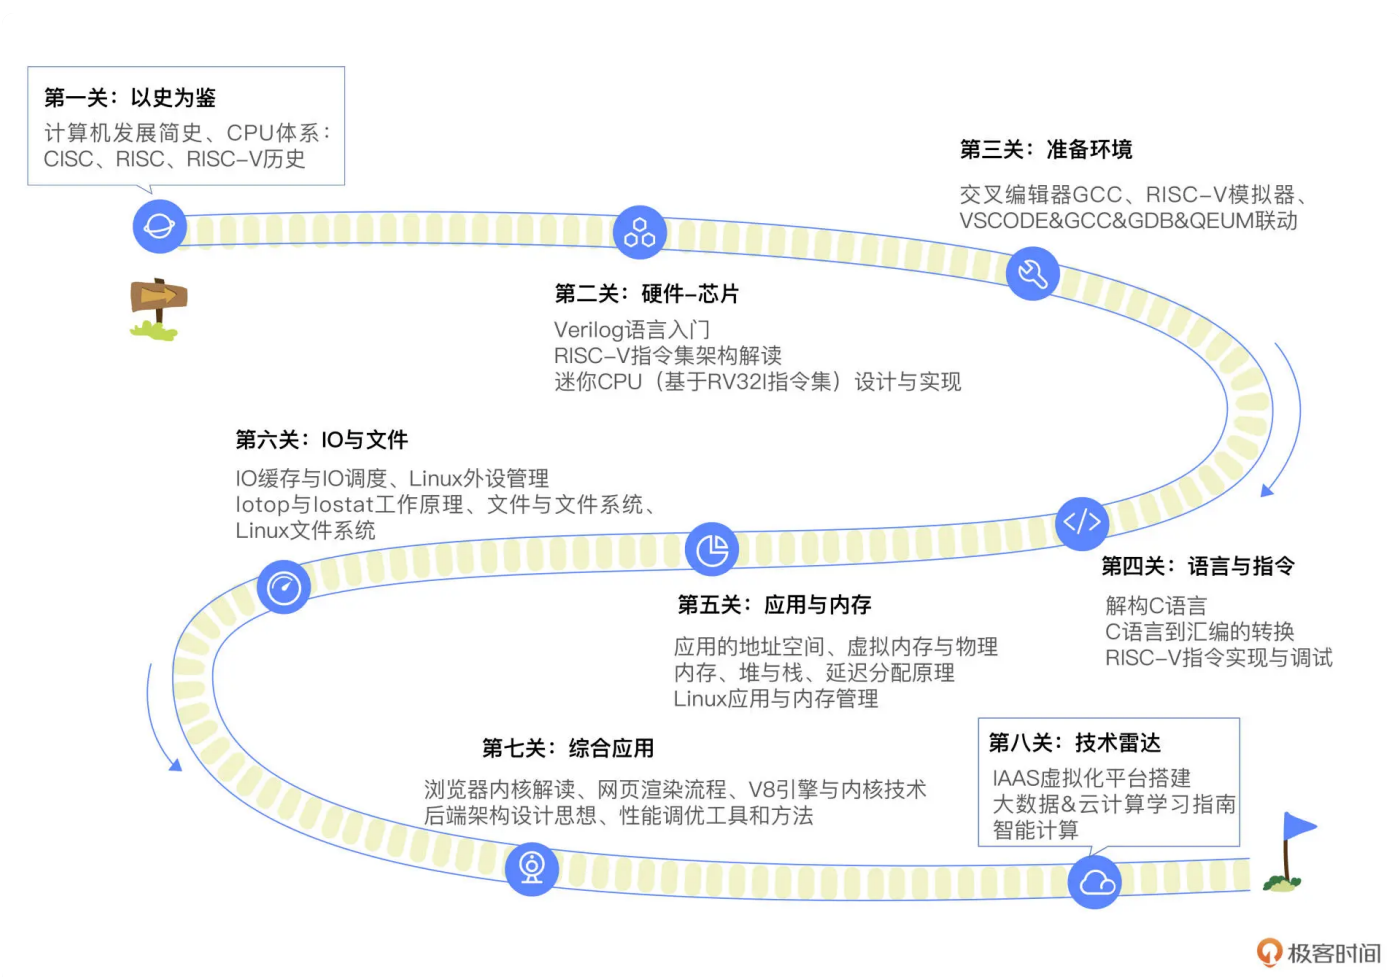 第一关：以史为鉴
计算机发展简史、CPU体系：
CISC、RISC、RISC-V历史
第二关：硬件-芯片
Verilog语言入门
RISC-V指令集架构解读
迷你CPU（基于RV32I指令集）设计与实现
第三关：准备环境
交叉编辑器GCC、RISC-V模拟器、
VSCODE&GCC&GDB&QEUM联动
第四关：语言与指令
解构C语言
C语言到汇编的转换
RISC-V指令实现与调试
第五关：应用与内存
应用的地址空间、虚拟内存与物理
内存、堆与栈、延迟分配原理
Linux应用与内存管理
第六关：IO与文件
IO缓存与IO调度、Linux外设管理
Iotop与Iostat工作原理、文件与文件系统、
Linux文件系统
第七关：综合应用
浏览器内核解读、网页渲染流程、V8引擎与内核技术
后端架构设计思想、性能调优工具和方法
第八关：技术雷达
IAAS虚拟化平台搭建
大数据&云计算学习指南
智能计算
极客时间